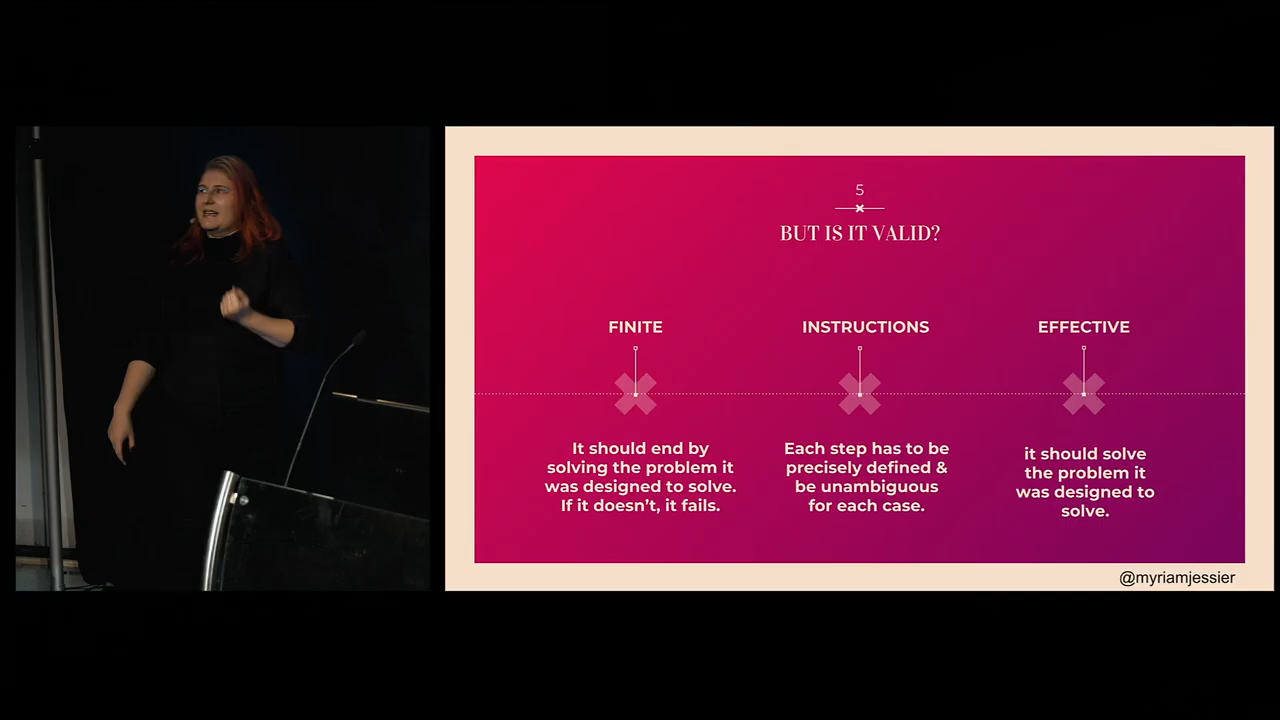 5
BUT IS IT VALID?
FINITE
It should end by
solving the problem it
was designed to solve.
If it doesn't, it fails.
INSTRUCTIONS
Each step has to be
precisely defined &
be unambiguous
for each case.
EFFECTIVE
it should solve
the problem it
was designed to
solve.
@myriamjessier